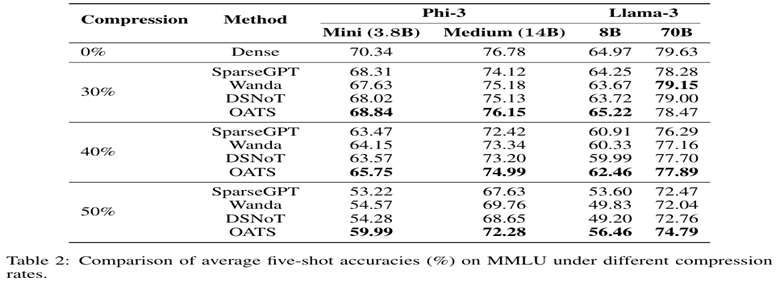 Compression Method Phi-3 Llama-3
Mini (3.8B) Medium (14B) 8B 70B
0% Dense 70.34 76.78 64.97 79.63
30% SparseGPT 68.31 74.12 64.25 78.28
Wanda 67.63 75.18 63.67 79.15
DSNoT 68.02 75.13 63.72 79.00
OATS 68.84 76.15 65.22 78.47
40% SparseGPT 63.47 72.42 60.91 76.29
Wanda 64.15 73.34 60.33 77.16
DSNoT 63.57 73.20 59.99 77.70
OATS 65.75 74.99 62.46 77.89
50% SparseGPT 53.22 67.63 53.60 72.47
Wanda 54.57 69.76 49.83 72.04
DSNoT 54.28 68.65 49.20 72.76
OATS 59.99 72.28 56.46 74.79
Table 2: Comparison of average five-shot accuracies (%) on MMLU under different compression
rates.